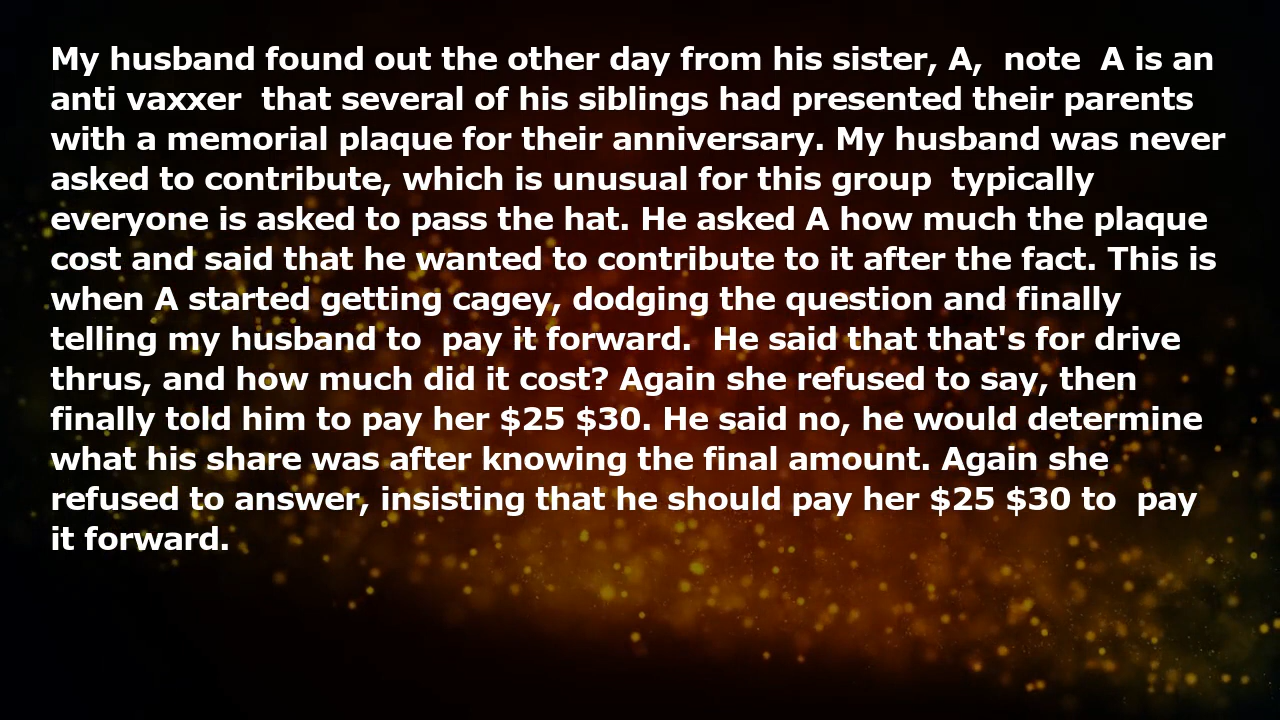 My husband found out the other day from his sister, A,  note  A is an
anti vaxxer  that several of his siblings had presented their parents
with a memorial plaque for their anniversary. My husband was never
asked to contribute, which is unusual for this group  typically
everyone is asked to pass the hat. He asked A how much the plaque
cost and said that he wanted to contribute to it after the fact. This is
when A started getting cagey, dodging the question and finally
telling my husband to  pay it forward.  He said that that's for drive
thrus, and how much did it cost? Again she refused to say, then
finally told him to pay her $25 $30. He said no, he would determine
what his share was after knowing the final amount. Again she
refused to answer, insisting that he should pay her $25 $30 to  pay
it forward.